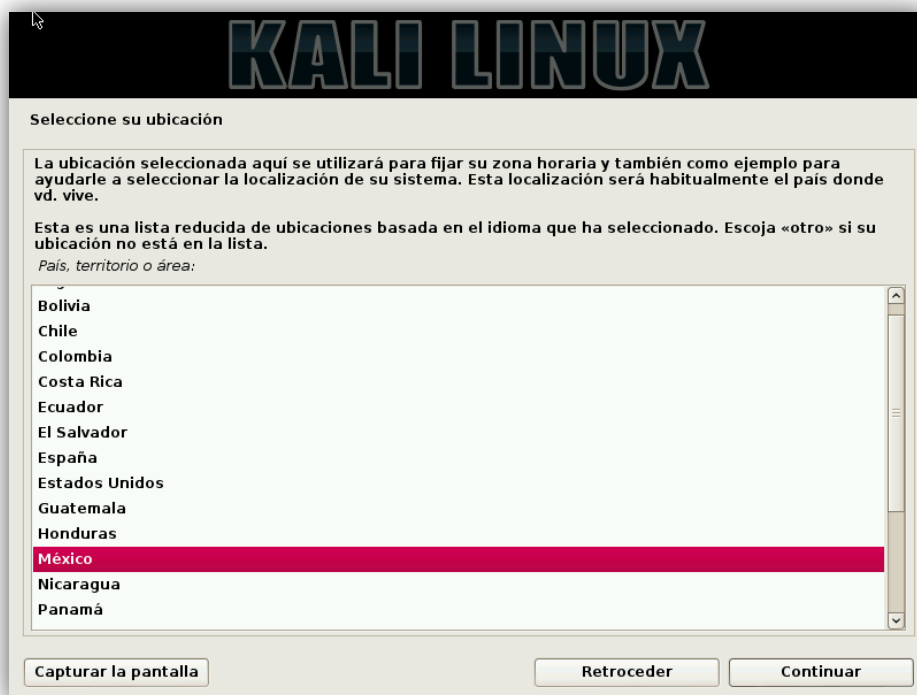 KALI LINUX
Seleccione su ubicación
La ubicación seleccionada aquí se utilizará para fijar su zona horaria y también como ejemplo para
ayudarle a seleccionar la localización de su sistema. Esta localización será habitualmente el país donde
vd. vive.
Esta es una lista reducida de ubicaciones basada en el idioma que ha seleccionado. Escoja «otro» si su
ubicación no está en la lista.
País, territorio o área:
Bolivia
Chile
Colombia
Costa Rica
Ecuador
El Salvador
España
Estados Unidos
Guatemala
Honduras
México
Nicaragua
Panamá
Capturar la pantalla
Retroceder
Continuar